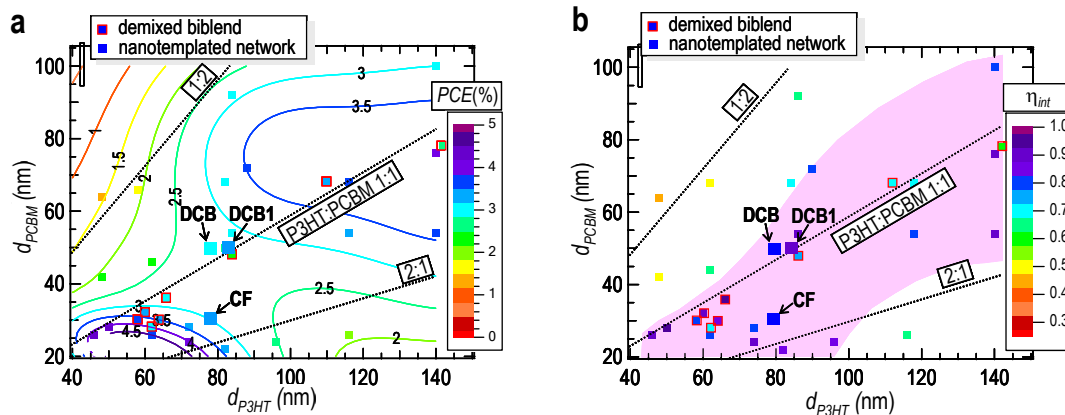 a
demixed biblend
nanotemplated network
100
80
60
40
20
d_PCBM (nm)
40 60 80 100 120 140
d_P3HT (nm)
1
1.5
2
2.5
3
3.5
1:2
P3HT:PCBM 1:1
2:1
DCB
DCB1
CF
3
3.5
4.5
4
2.5
2
PCE(%)
5
4
3
2
1
0
b
demixed biblend
nanotemplated network
100
80
60
40
20
d_PCBM (nm)
40 60 80 100 120 140
d_P3HT (nm)
1:2
P3HT:PCBM 1:1
2:1
DCB
DCB1
CF
η_int
1.0
0.9
0.8
0.7
0.6
0.5
0.4
0.3